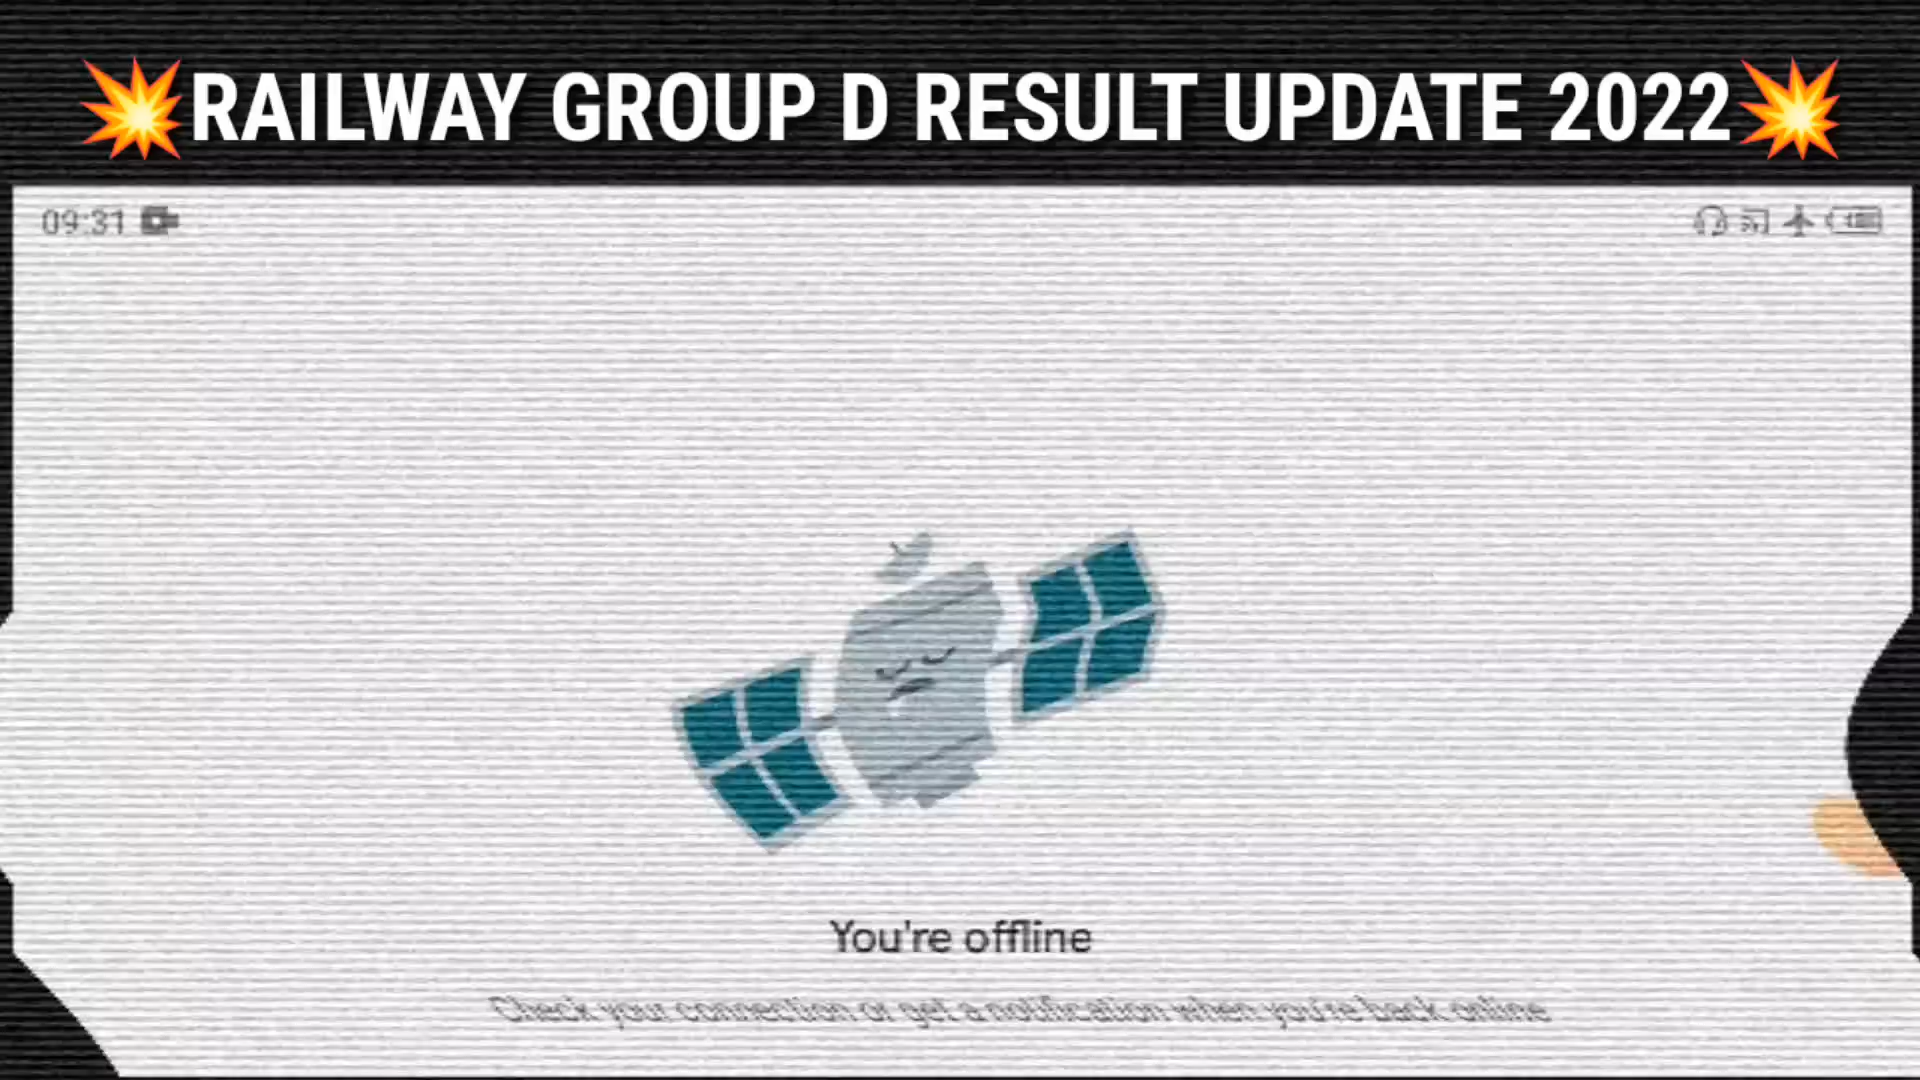 💥RAILWAY GROUP D RESULT UPDATE 2022💥
09:31
You're offline
Check your connection or get a notification when you're back online